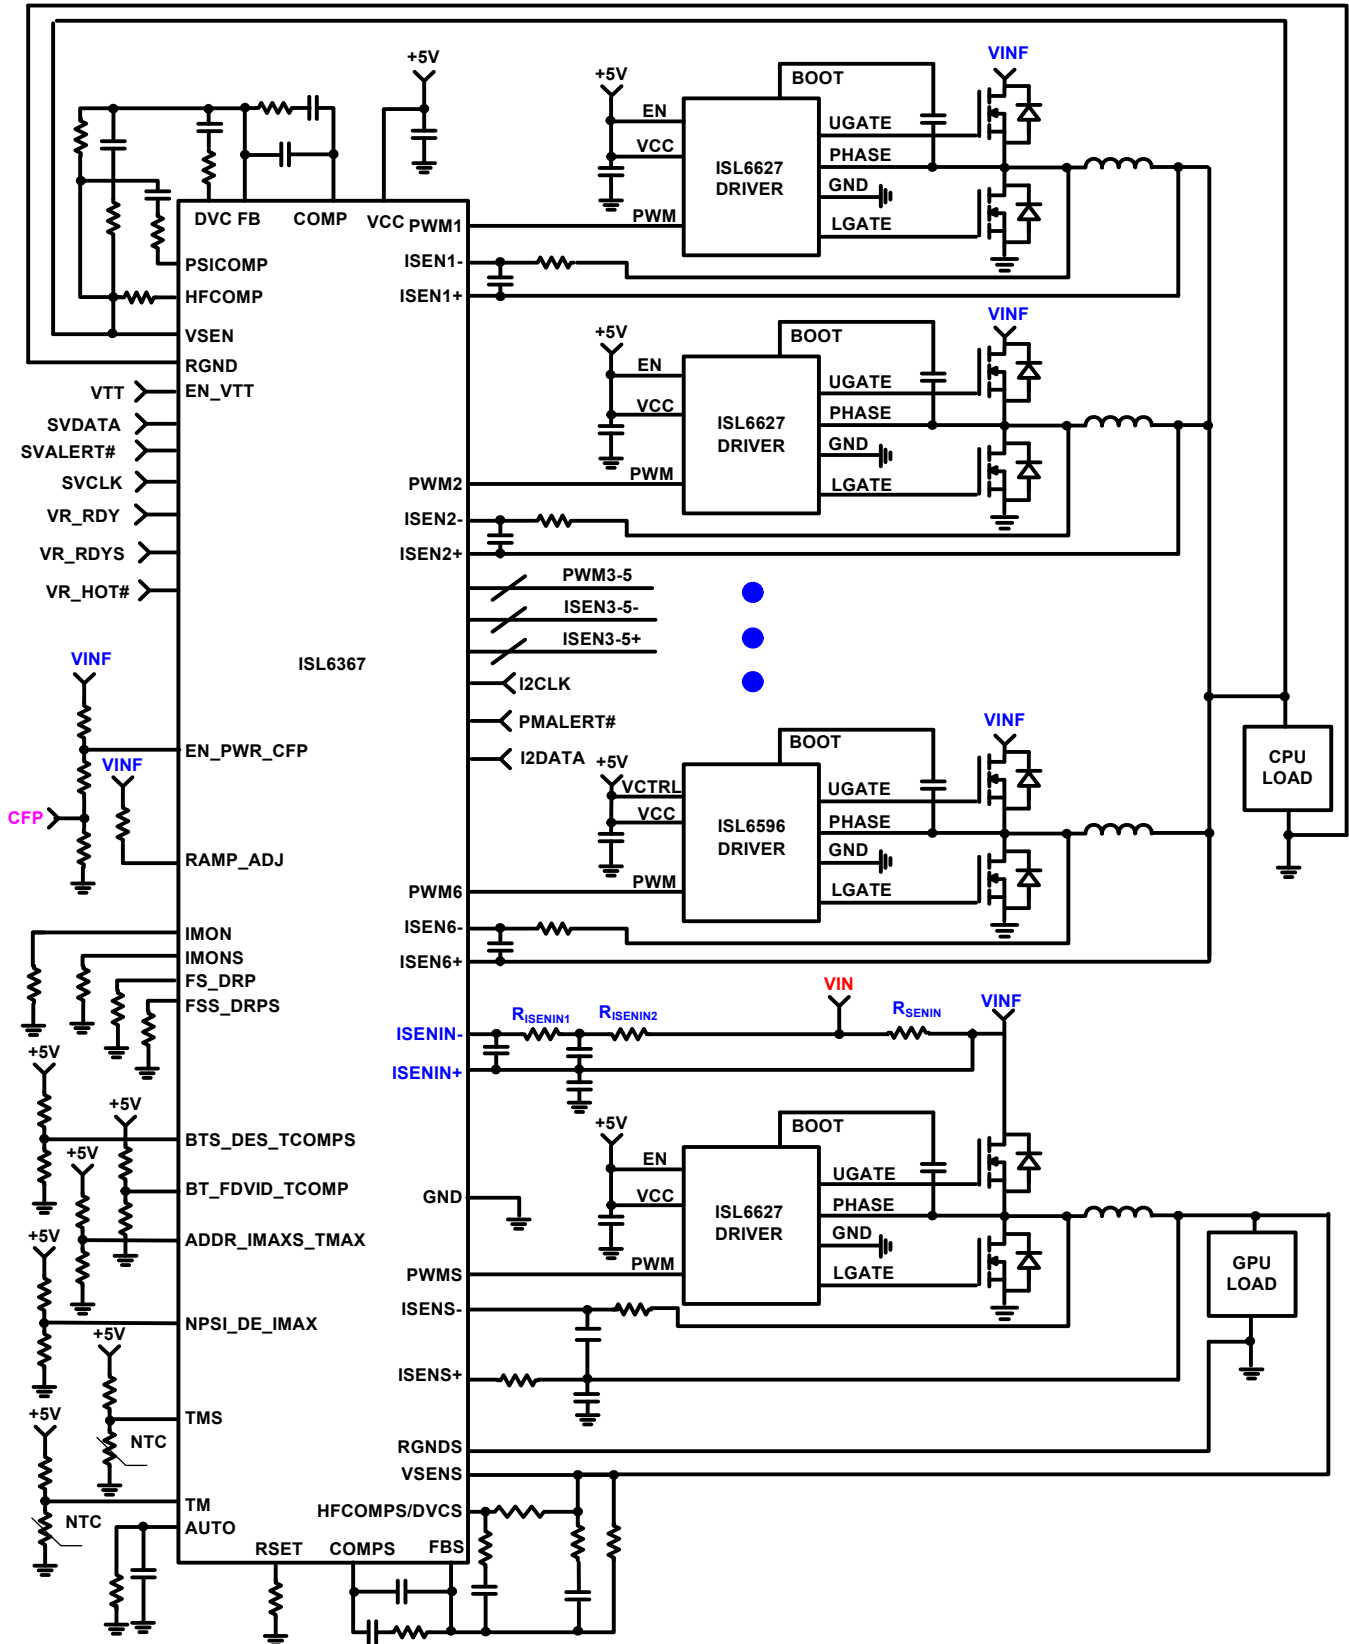 +5V
+5V
BOOT
VINF
EN
VCC
ISL6627
DRIVER
UGATE
PHASE
GND
LGATE
PWM
DVC FB
COMP
VCC
PWM1
ISEN1-
ISEN1+
PSICOMP
HFCOMP
VSEN
RGND
VTT
EN_VTT
SVDATA
SVALERT#
SVCLK
VR_RDY
VR_RDYS
VR_HOT#
+5V
BOOT
VINF
EN
VCC
ISL6627
DRIVER
UGATE
PHASE
GND
LGATE
PWM2
PWM
ISEN2-
ISEN2+
PWM3-5
ISEN3-5-
ISEN3-5+
ISL6367
I2CLK
PMALERT#
I2DATA
VINF
EN_PWR_CFP
VINF
CFP
RAMP_ADJ
+5V
BOOT
VINF
VCTRL
VCC
ISL6596
DRIVER
UGATE
PHASE
GND
LGATE
CPU
LOAD
PWM6
PWM
ISEN6-
ISEN6+
IMON
IMONS
FS_DRP
FSS_DRPS
VIN
VINF
ISENIN-
RISENIN1
RISENIN2
RSENIN
ISENIN+
+5V
+5V
BTS_DES_TCOMPS
+5V
BT_FDVID_TCOMP
ADDR_IMAXS_TMAX
+5V
NPSI_DE_IMAX
+5V
BOOT
EN
VCC
ISL6627
DRIVER
UGATE
PHASE
GND
LGATE
GND
PWMS
PWM
ISENS-
ISENS+
GPU
LOAD
+5V
TMS
NTC
+5V
TM
NTC
AUTO
RGNDS
VSENS
HFCOMPS/DVCS
RSET
COMPS
FBS